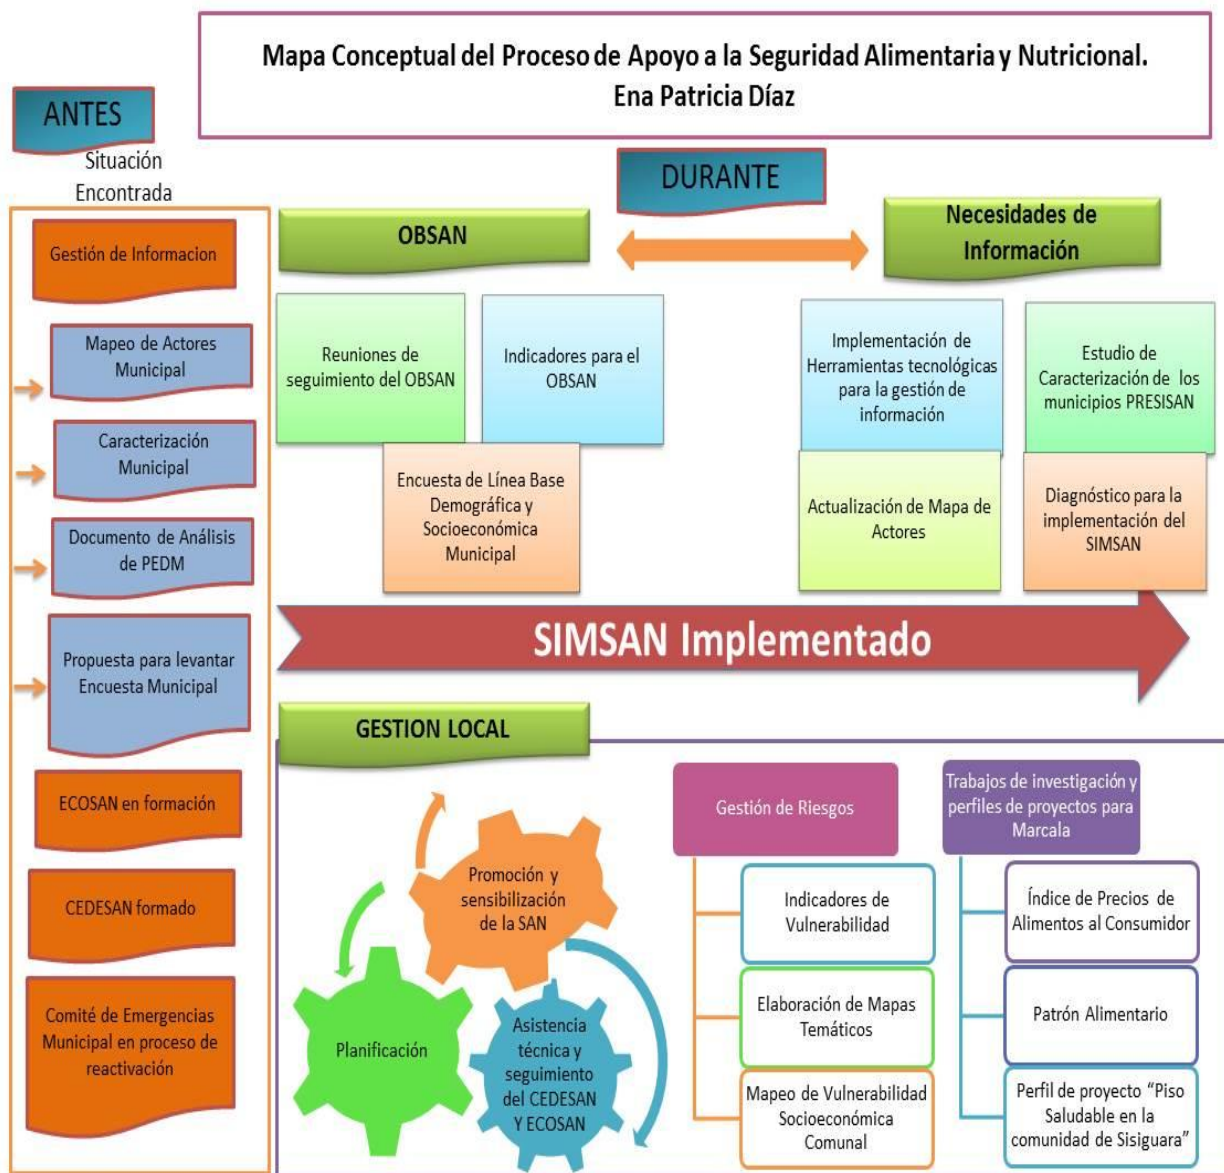 Mapa Conceptual del Proceso de Apoyo a la Seguridad Alimentaria y Nutricional.
Ena Patricia Díaz
ANTES
Situación
Encontrada
Gestión de Informacion
Mapeo de Actores
Municipal
Caracterización
Municipal
Documento de Análisis
de PEDM
Propuesta para levantar
Encuesta Municipal
ECOSAN en formación
CEDESAN formado
Comité de Emergencias
Municipal en proceso de
reactivación
DURANTE
OBSAN
Necesidades de
Información
Reuniones de
seguimiento del OBSAN
Indicadores para el
OBSAN
Encuesta de Línea Base
Demográfica y
Socioeconómica
Municipal
Implementación de
Herramientas tecnológicas
para la gestión de
información
Estudio de
Caracterización de los
municipios PRESISAN
Actualización de Mapa de
Actores
Diagnóstico para la
implementación del
SIMSAN
SIMSAN Implementado
GESTION LOCAL
Promoción y
sensibilización
de la SAN
Planificación
Asistencia
técnica y
seguimiento
del CEDESAN
Y ECOSAN
Gestión de Riesgos
Indicadores de
Vulnerabilidad
Elaboración de Mapas
Temáticos
Mapeo de Vulnerabilidad
Socioeconómica
Comunal
Trabajos de investigación y
perfiles de proyectos para
Marcala
Índice de Precios de
Alimentos al Consumidor
Patrón Alimentario
Perfil de proyecto “Piso
Saludable en la
comunidad de Sisiguara”